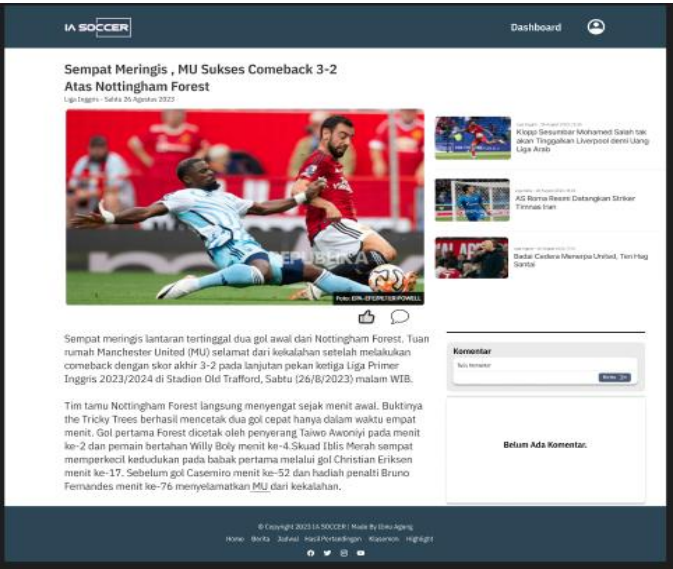 IA SOCCER
Dashboard
Sempat Meringis , MU Sukses Comeback 3-2
Atas Nottingham Forest
Liga Inggris - Sabtu 26 Agustus 2023
REPUBLIKA
Foto: EPA-EFE/PETER POWELL
Klopp Sesumbar Mohamed Salah tak
akan Tinggalkan Liverpool demi Uang
Liga Arab
AS Roma Resmi Datangkan Striker
Timnas Iran
Badai Cedera Menerpa United, Ten Hag
Santai
Sempat meringis lantaran tertinggal dua gol awal dari Nottingham Forest. Tuan
rumah Manchester United (MU) selamat dari kekalahan setelah melakukan
comeback dengan skor akhir 3-2 pada lanjutan pekan ketiga Liga Primer
Inggris 2023/2024 di Stadion Old Trafford, Sabtu (26/8/2023) malam WIB.
Tim tamu Nottingham Forest langsung menyengat sejak menit awal. Buktinya
the Tricky Trees berhasil mencetak dua gol cepat hanya dalam waktu empat
menit. Gol pertama Forest dicetak oleh penyerang Taiwo Awoniyi pada menit
ke-2 dan pemain bertahan Willy Boly menit ke-4.Skuad Iblis Merah sempat
memperkecil kedudukan pada babak pertama melalui gol Christian Eriksen
menit ke-17. Sebelum gol Casemiro menit ke-52 dan hadiah penalti Bruno
Fernandes menit ke-76 menyelamatkan MU dari kekalahan.
Komentar
Tulis Komentar
Kirim
Belum Ada Komentar.
© Copyright 2023 IA SOCCER | Made By Ibnu Ageng
Home Berita Jadwal Hasil Pertandingan Klasemen Highlight